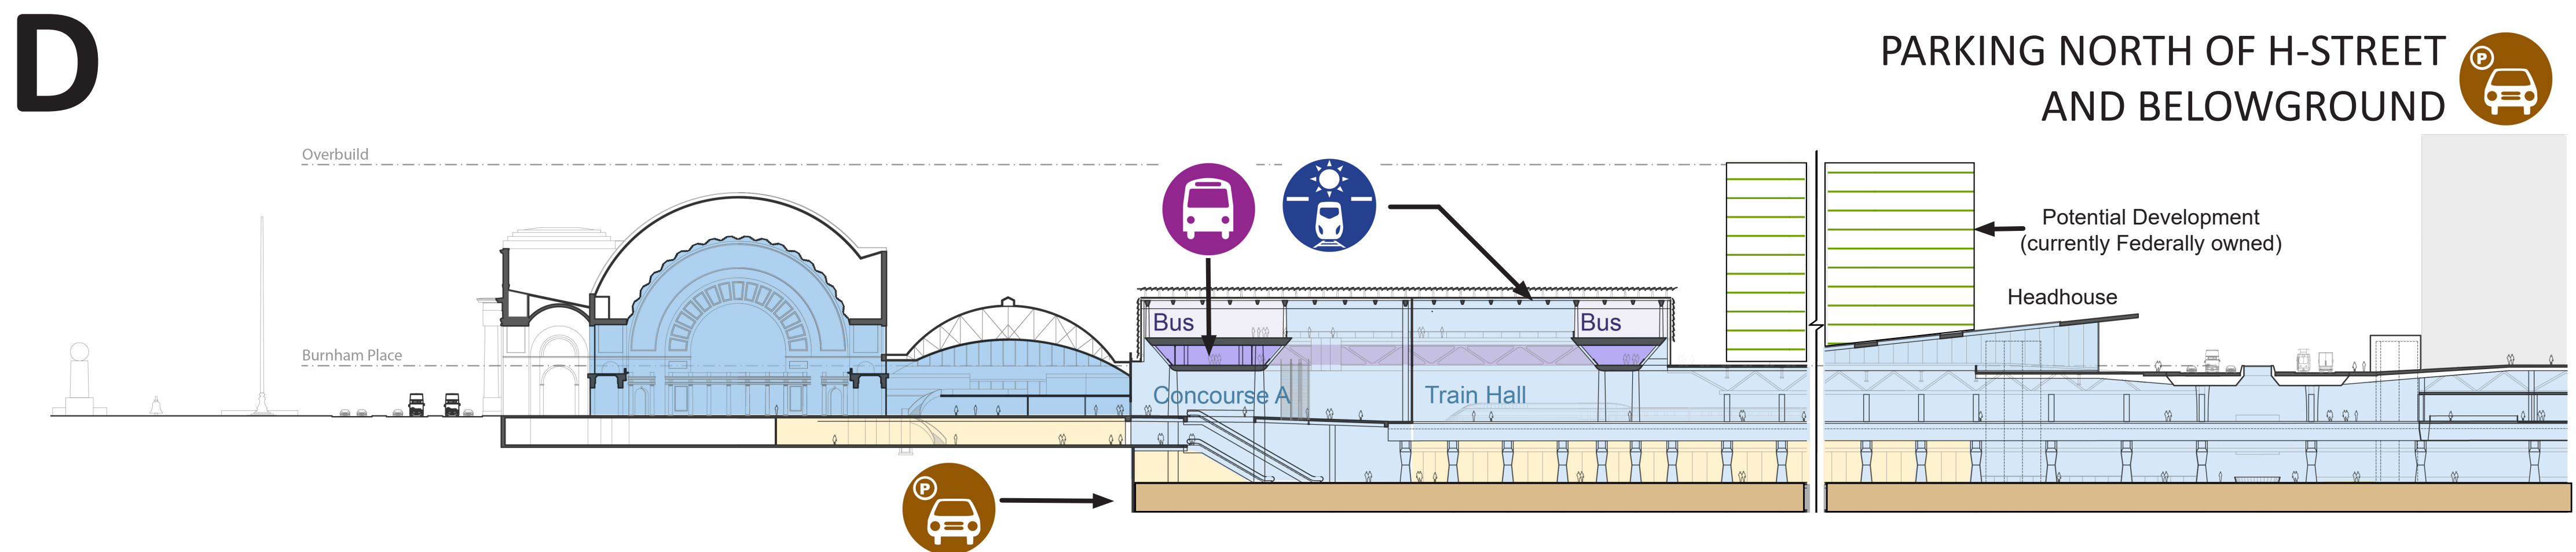 D
PARKING NORTH OF H-STREET
AND BELOWGROUND
P
Overbuild
Potential Development
(currently Federally owned)
Headhouse
Bus
Bus
Burnham Place
Concourse A
Train Hall
P